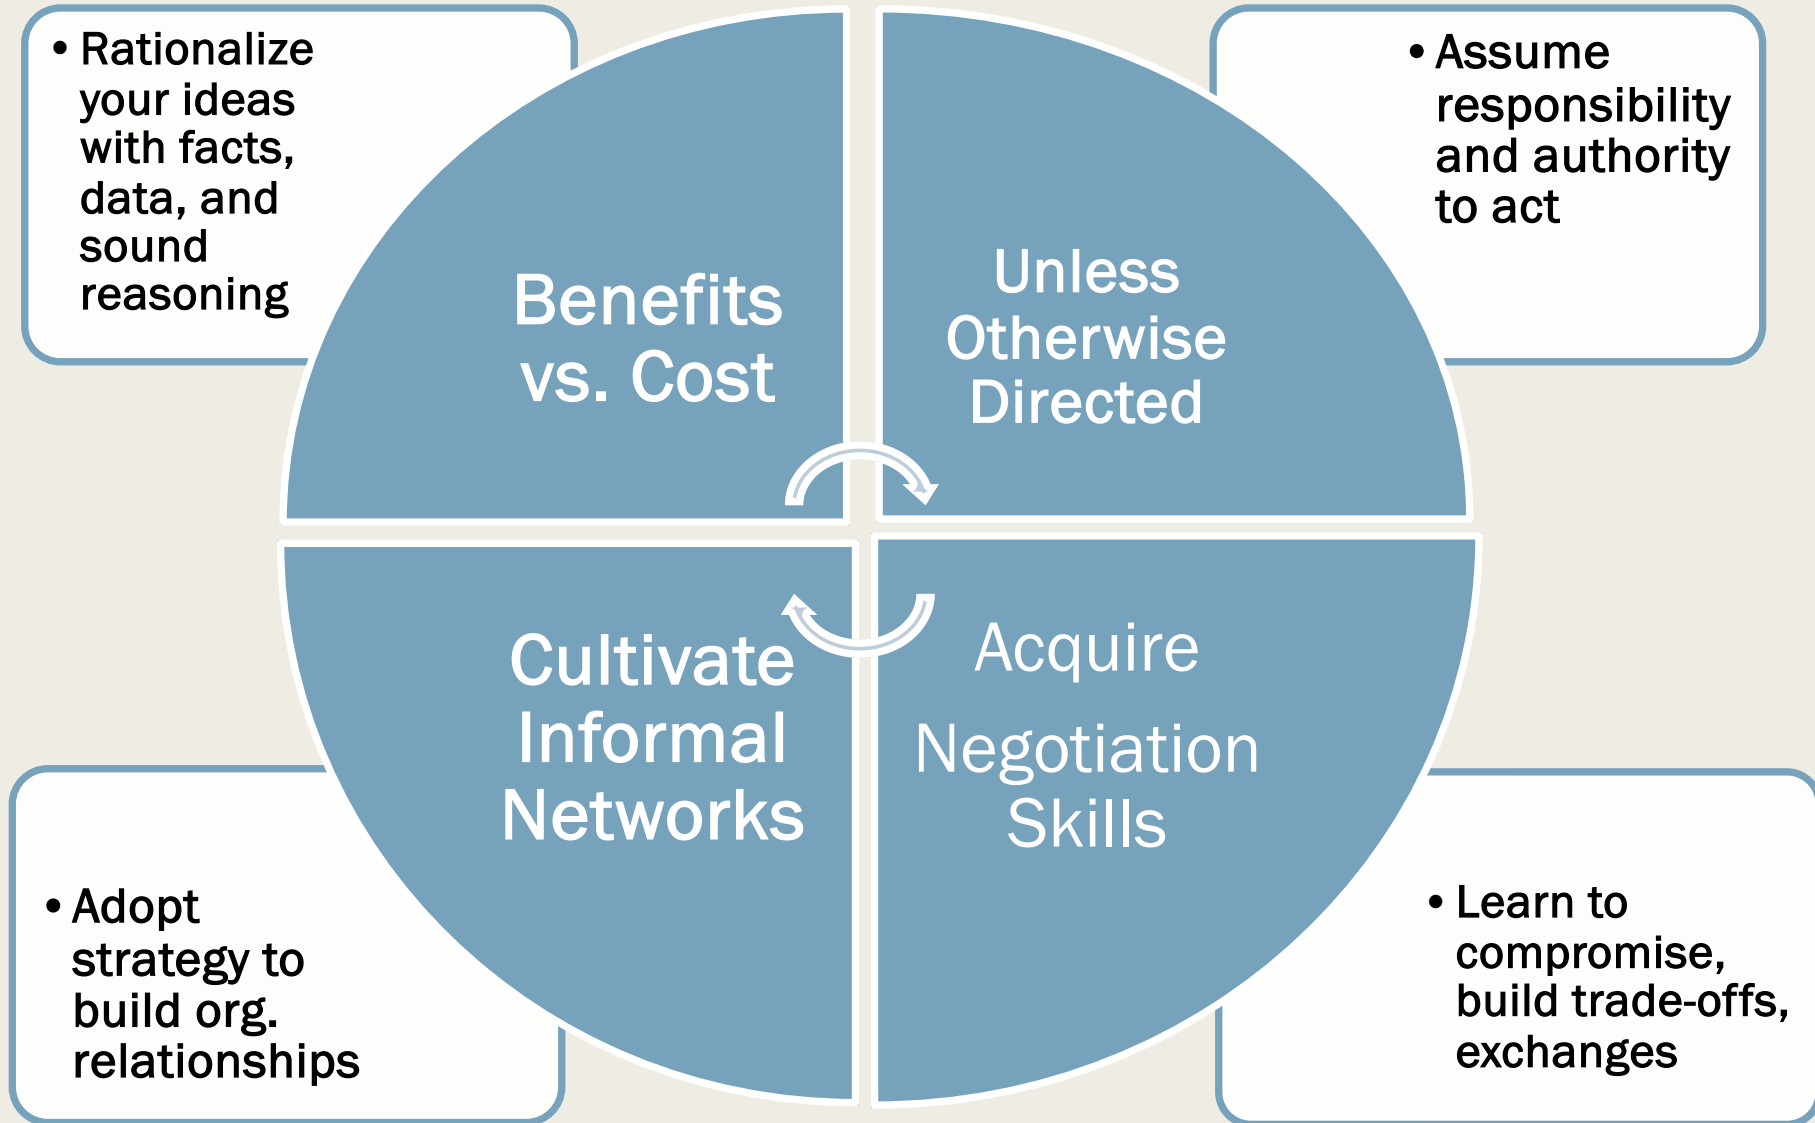 • Rationalize
your ideas
with facts,
data, and
sound
reasoning
Benefits
vs. Cost
Unless
Otherwise
Directed
• Assume
responsibility
and authority
to act
Cultivate
Informal
Networks
• Adopt
strategy to
build org.
relationships
Acquire
Negotiation
Skills
• Learn to
compromise,
build trade-offs,
exchanges